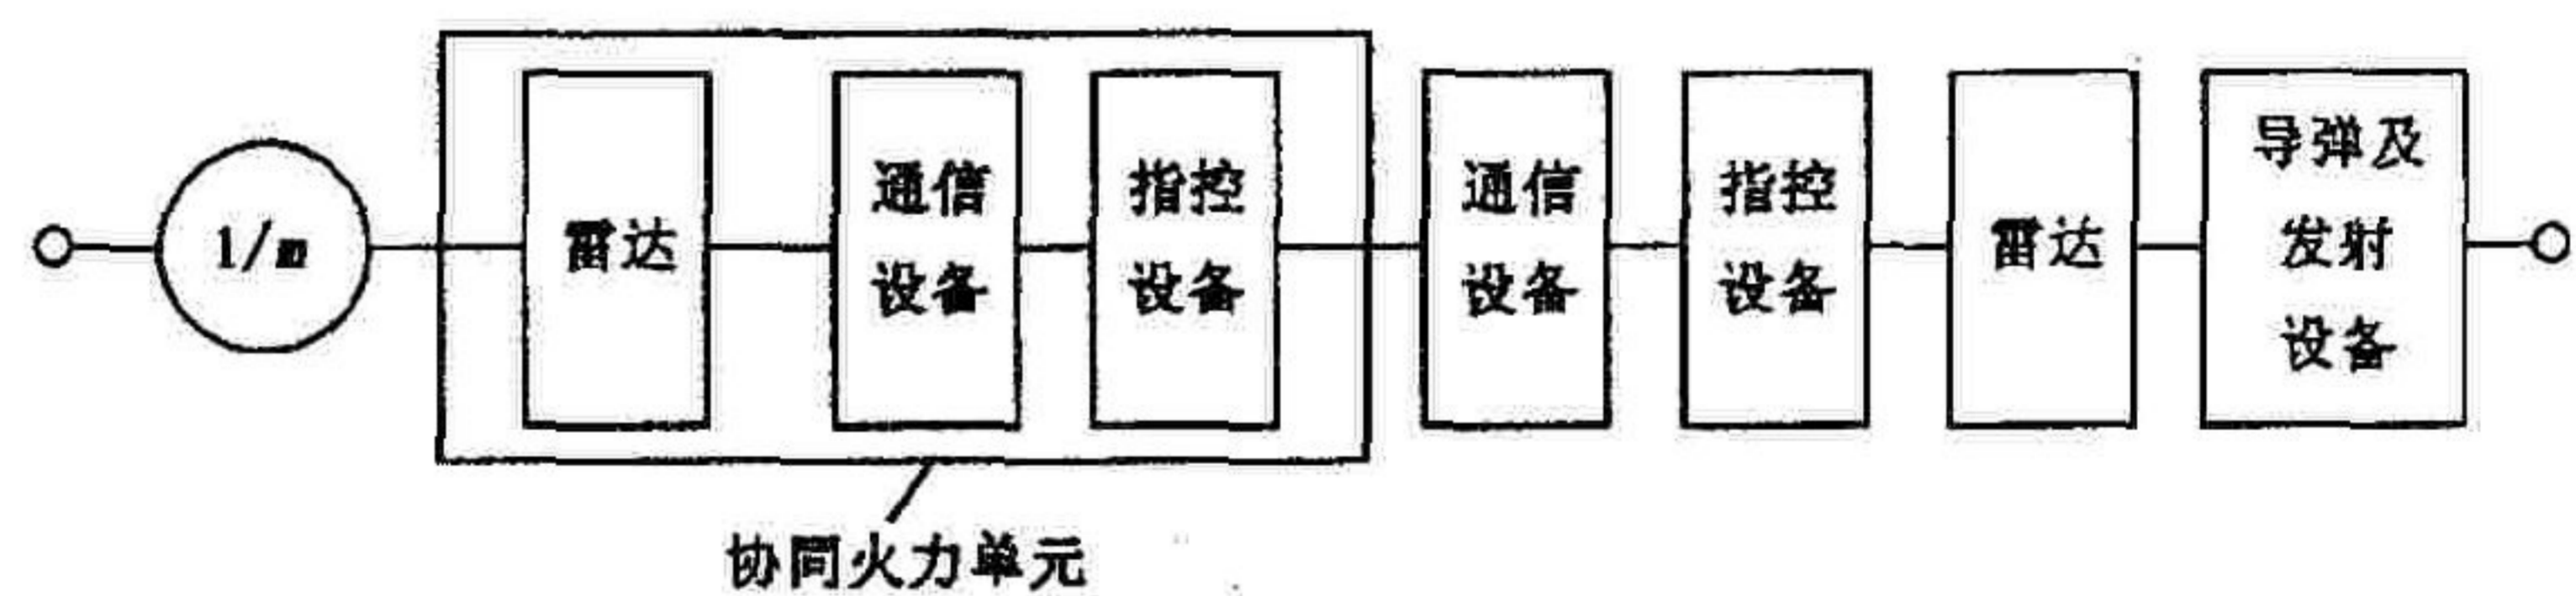 1/m
雷达
通信
设备
指控
设备
通信
设备
指控
设备
雷达
导弹及
发射
设备
协同火力单元